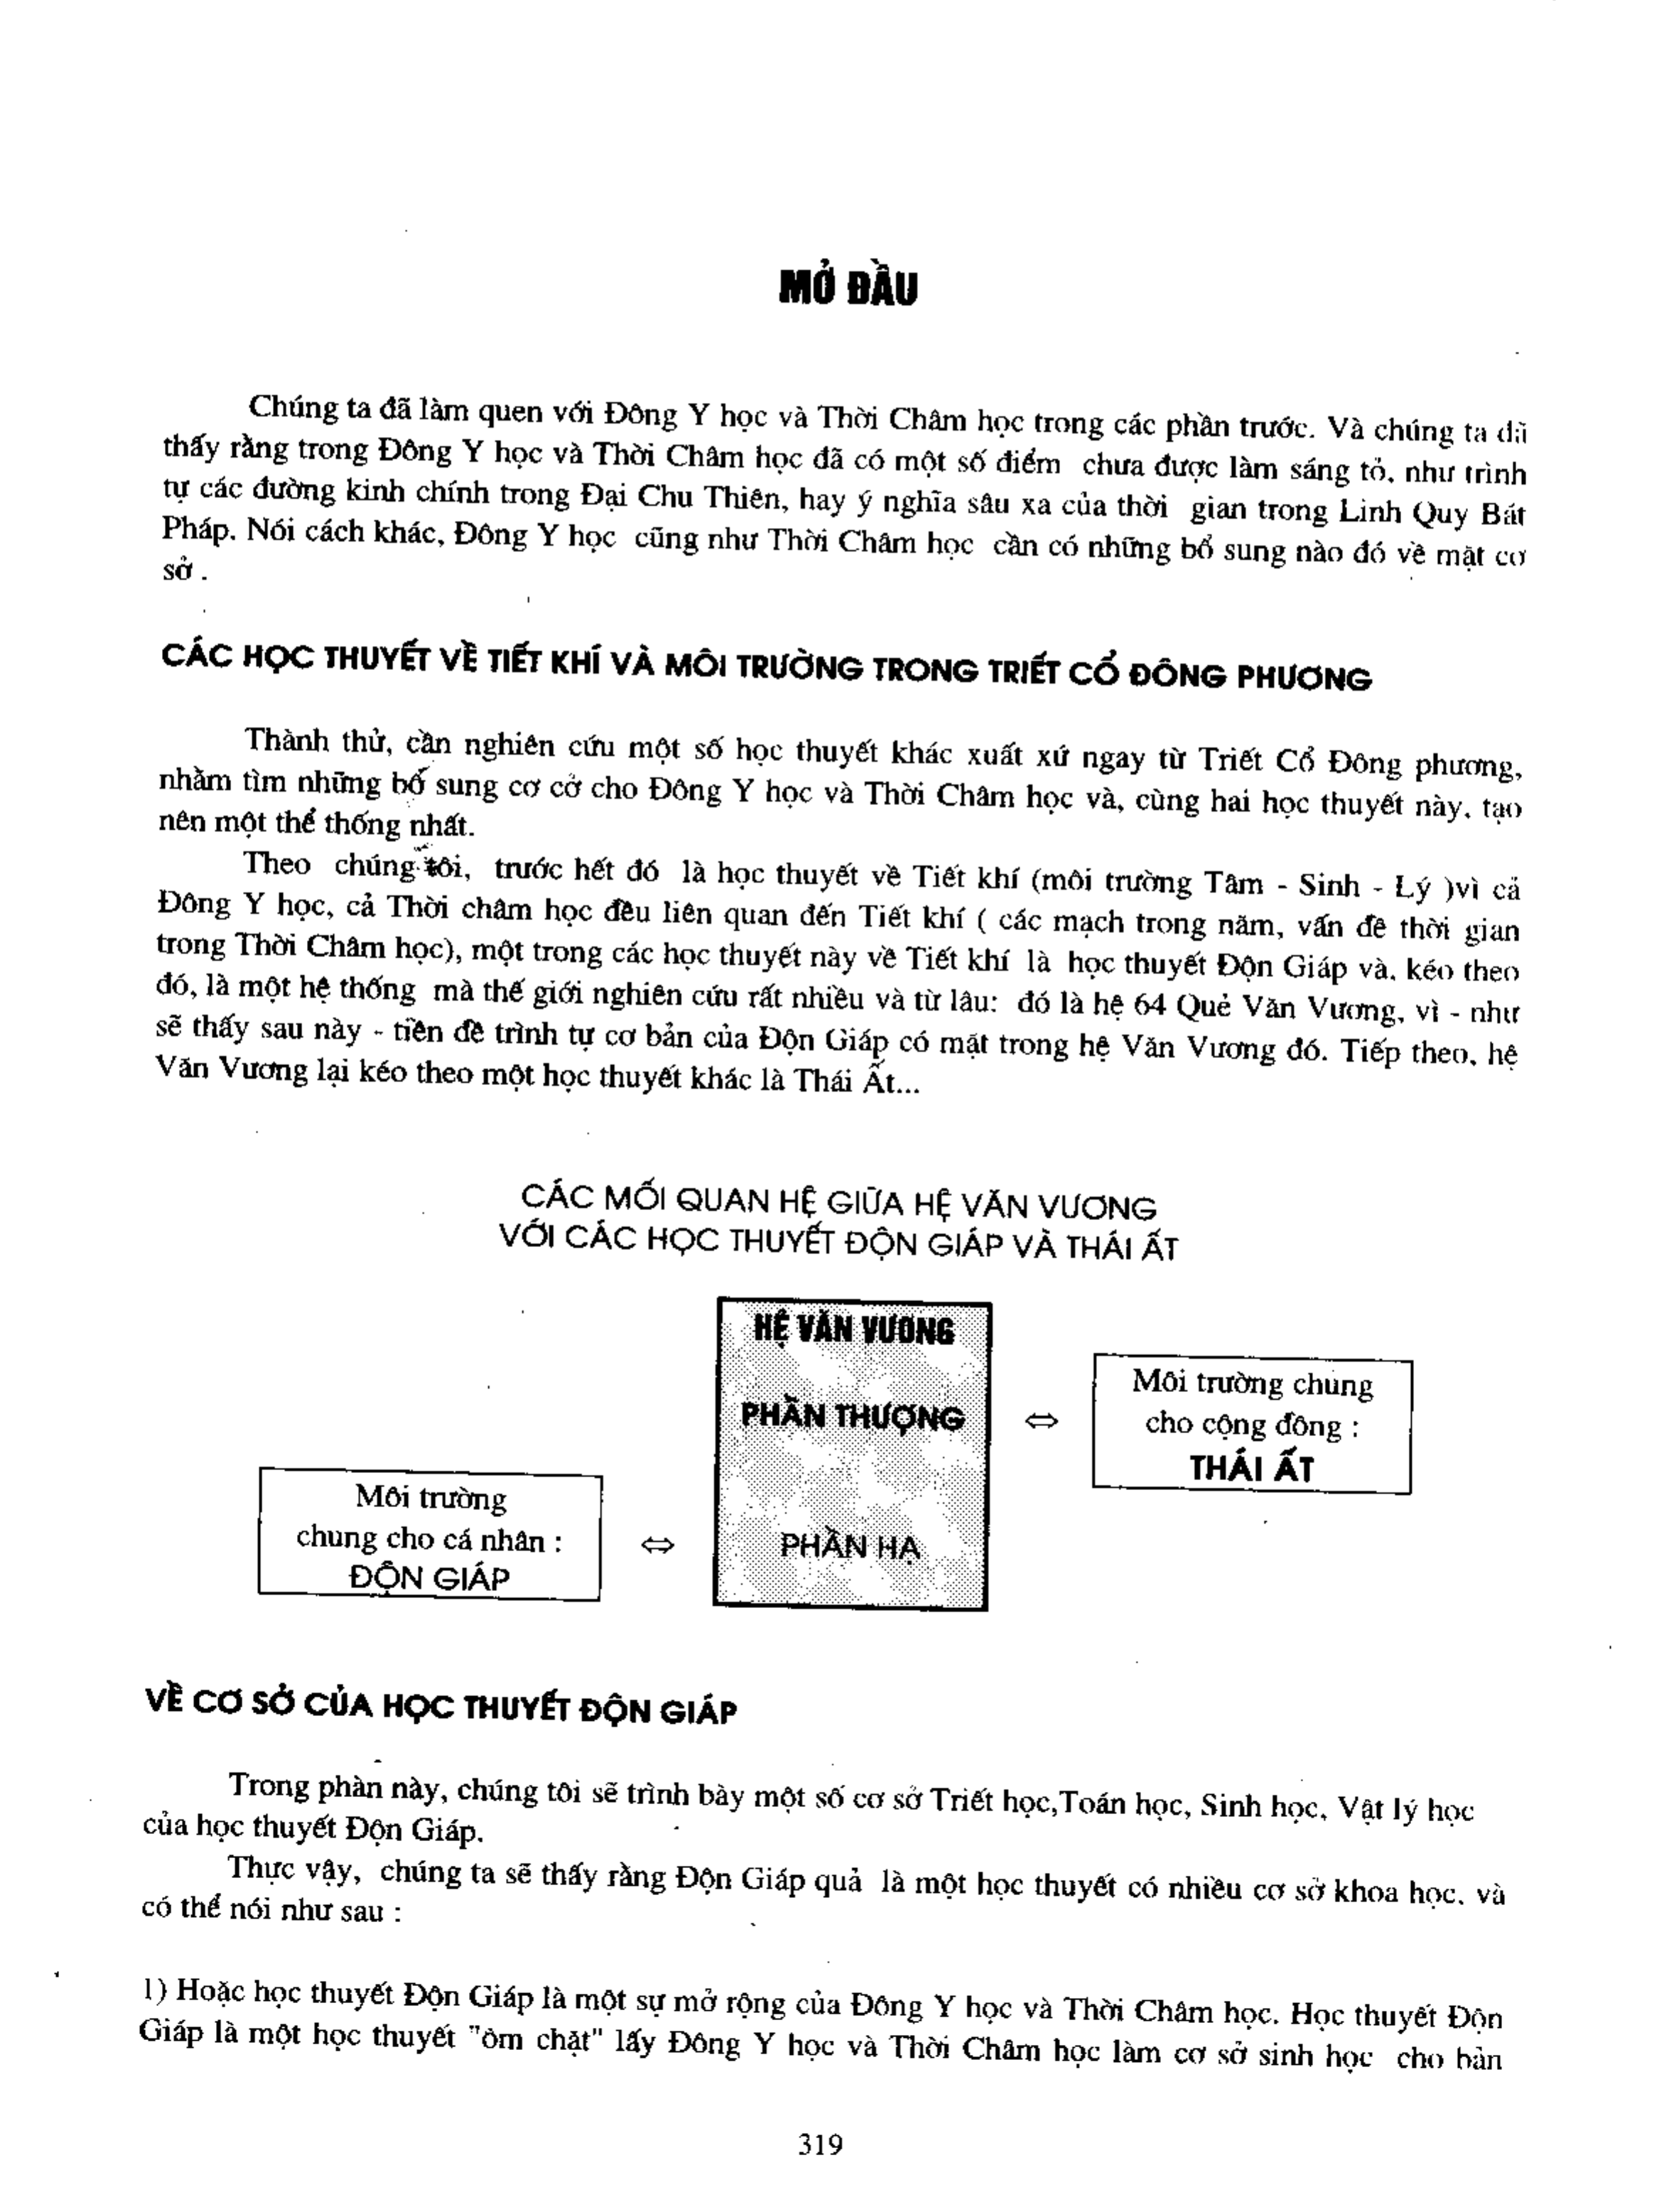 MỞ ĐẦU
Chúng ta đã làm quen với Đông Y học và Thời Châm học trong các phần trước. Và chúng ta đã
thấy rằng trong Đông Y học và Thời Châm học đã có một số điểm chưa được làm sáng tỏ, như trình
tự các đường kinh chính trong Đại Chu Thiên, hay ý nghĩa sâu xa của thời gian trong Linh Quy Bát
Pháp. Nói cách khác, Đông Y học cũng như Thời Châm học cần có những bổ sung nào đó về mặt cơ
sở .
CÁC HỌC THUYẾT VỀ TIẾT KHÍ VÀ MÔI TRƯỜNG TRONG TRIẾT CỔ ĐÔNG PHƯƠNG
Thành thử, cần nghiên cứu một số học thuyết khác xuất xứ ngay từ Triết Cổ Đông phương,
nhằm tìm những bố sung cơ cở cho Đông Y học và Thời Châm học và, cùng hai học thuyết này, tạo
nên một thể thống nhất.
Theo chúng tôi, trước hết đó là học thuyết về Tiết khí (môi trường Tâm - Sinh - Lý )vì cả
Đông Y học, cả Thời châm học đều liên quan đến Tiết khí ( các mạch trong năm, vấn đề thời gian
trong Thời Châm học), một trong các học thuyết này về Tiết khí là học thuyết Độn Giáp và, kéo theo
đó, là một hệ thống mà thế giới nghiên cứu rất nhiều và từ lâu: đó là hệ 64 Quẻ Văn Vương, vì - như
sẽ thấy sau này - tiền đề trình tự cơ bản của Độn Giáp có mặt trong hệ Văn Vương đó. Tiếp theo, hệ
Văn Vương lại kéo theo một học thuyết khác là Thái Ất...
CÁC MỐI QUAN HỆ GIỮA HỆ VĂN VƯƠNG
VỚI CÁC HỌC THUYẾT ĐỘN GIÁP VÀ THÁI ẤT
HỆ VĂN VƯƠNG
PHẦN THƯỢNG
PHẦN HẠ
⇔
Môi trường chung
cho cộng đồng :
THÁI ẤT
Môi trường
chung cho cá nhân :
ĐỘN GIÁP
⇔
VỀ CƠ SỞ CỦA HỌC THUYẾT ĐỘN GIÁP
Trong phần này, chúng tôi sẽ trình bày một số cơ sở Triết học,Toán học, Sinh học, Vật lý học
của học thuyết Độn Giáp.
Thực vậy, chúng ta sẽ thấy rằng Độn Giáp quả là một học thuyết có nhiều cơ sở khoa học, và
có thể nói như sau :
1) Hoặc học thuyết Độn Giáp là một sự mở rộng của Đông Y học và Thời Châm học. Học thuyết Độn
Giáp là một học thuyết "ôm chặt" lấy Đông Y học và Thời Châm học làm cơ sở sinh học cho bản
319